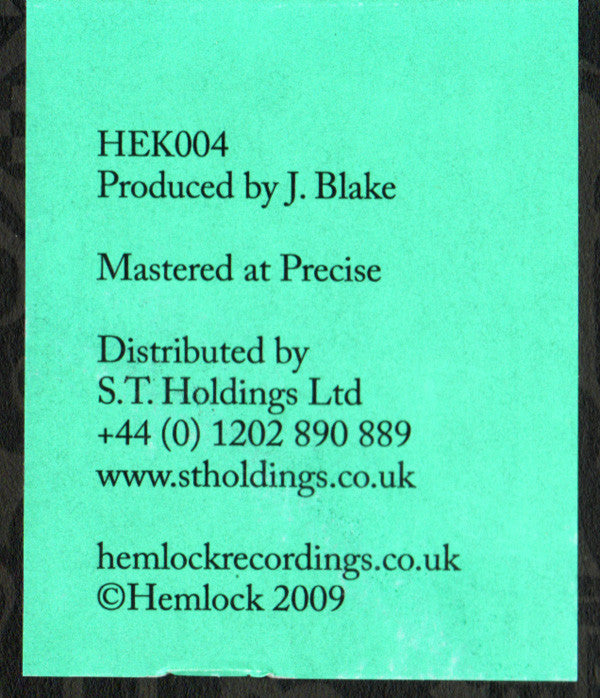 HEK004
Produced by J. Blake
Mastered at Precise
Distributed by
S.T. Holdings Ltd
+44 (0) 1202 890 889
www.stholdings.co.uk
hemlockrecordings.co.uk
©Hemlock 2009